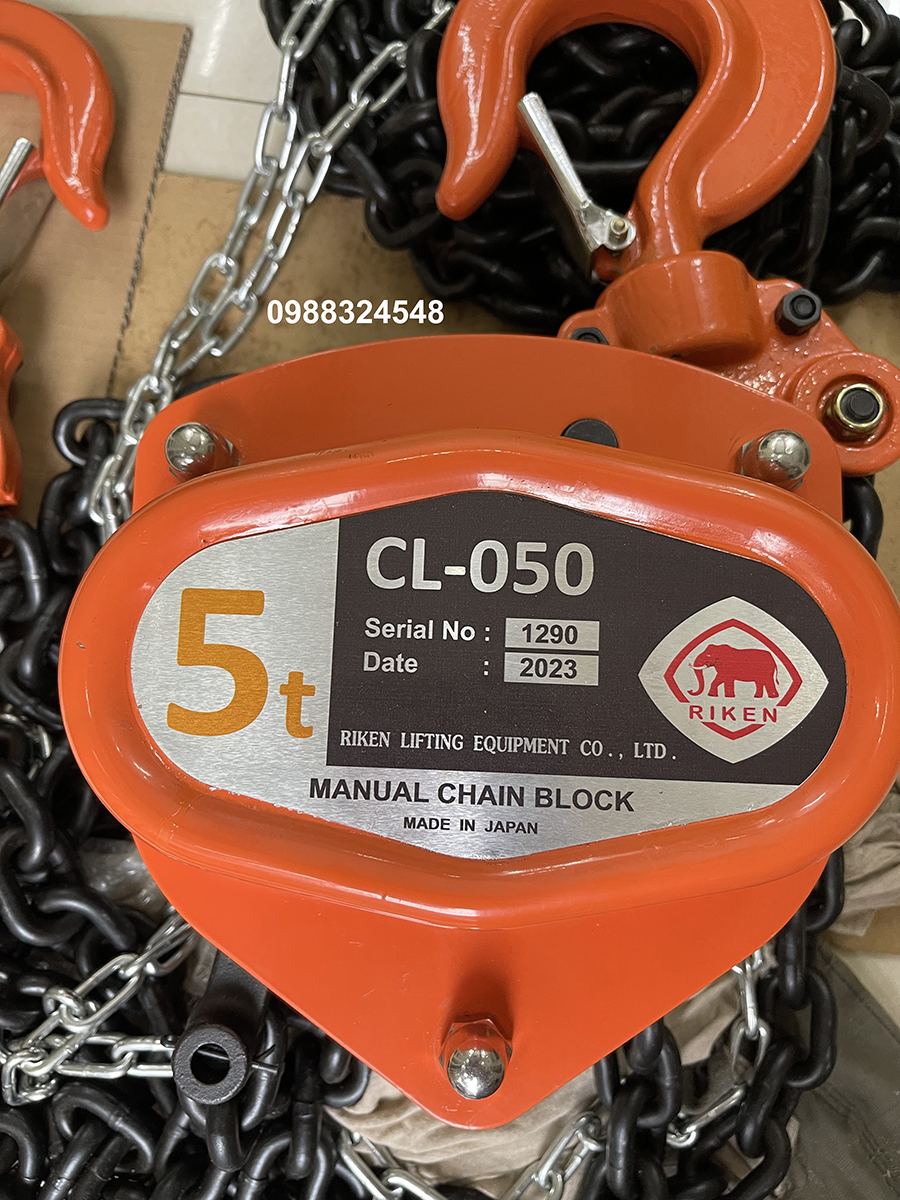 0988324548
CL-050
5t
Serial No : 1290
Date : 2023
RIKEN
RIKEN LIFTING EQUIPMENT CO., LTD.
MANUAL CHAIN BLOCK
MADE IN JAPAN